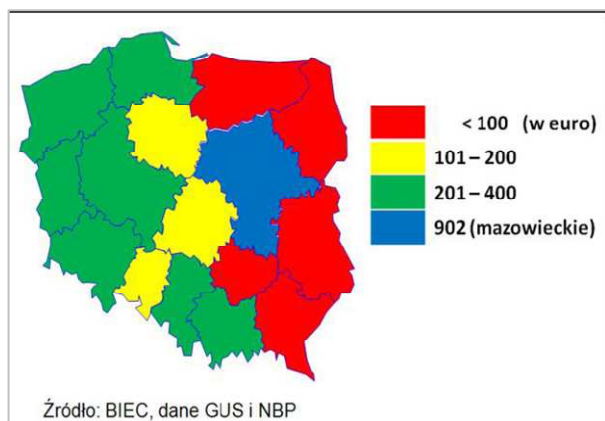 < 100 (w euro)
101 – 200
201 – 400
902 (mazowieckie)
Źródło: BIEC, dane GUS i NBP